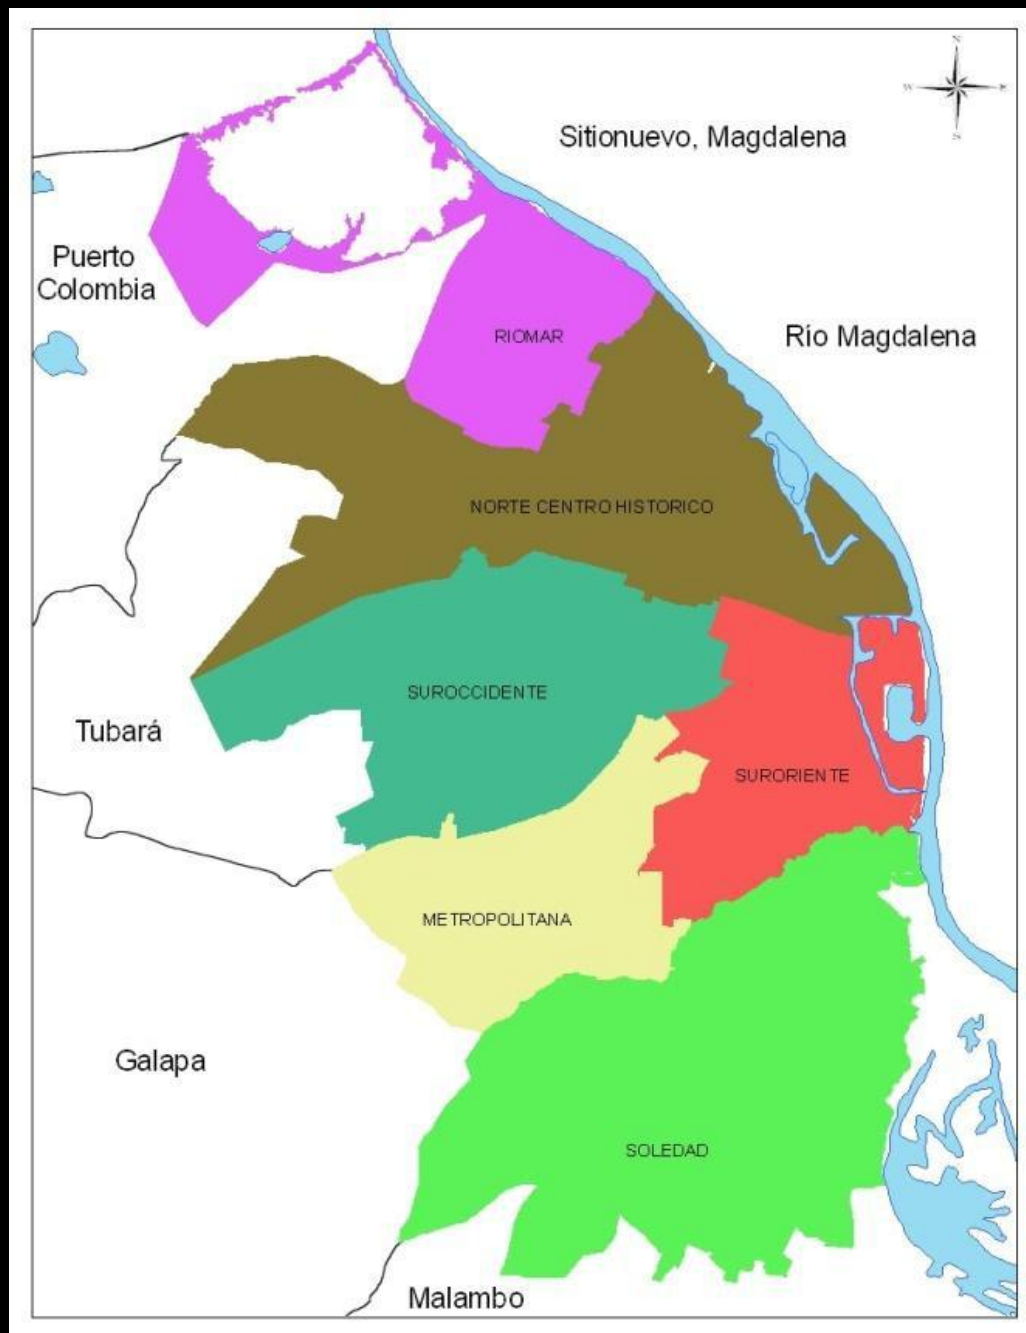 N
W
E
S
Sitionuevo, Magdalena
Puerto
Colombia
RIOMAR
Río Magdalena
NORTE CENTRO HISTORICO
SUROCCIDENTE
Tubará
SURORIENTE
METROPOLITANA
Galapa
SOLEDAD
Malambo